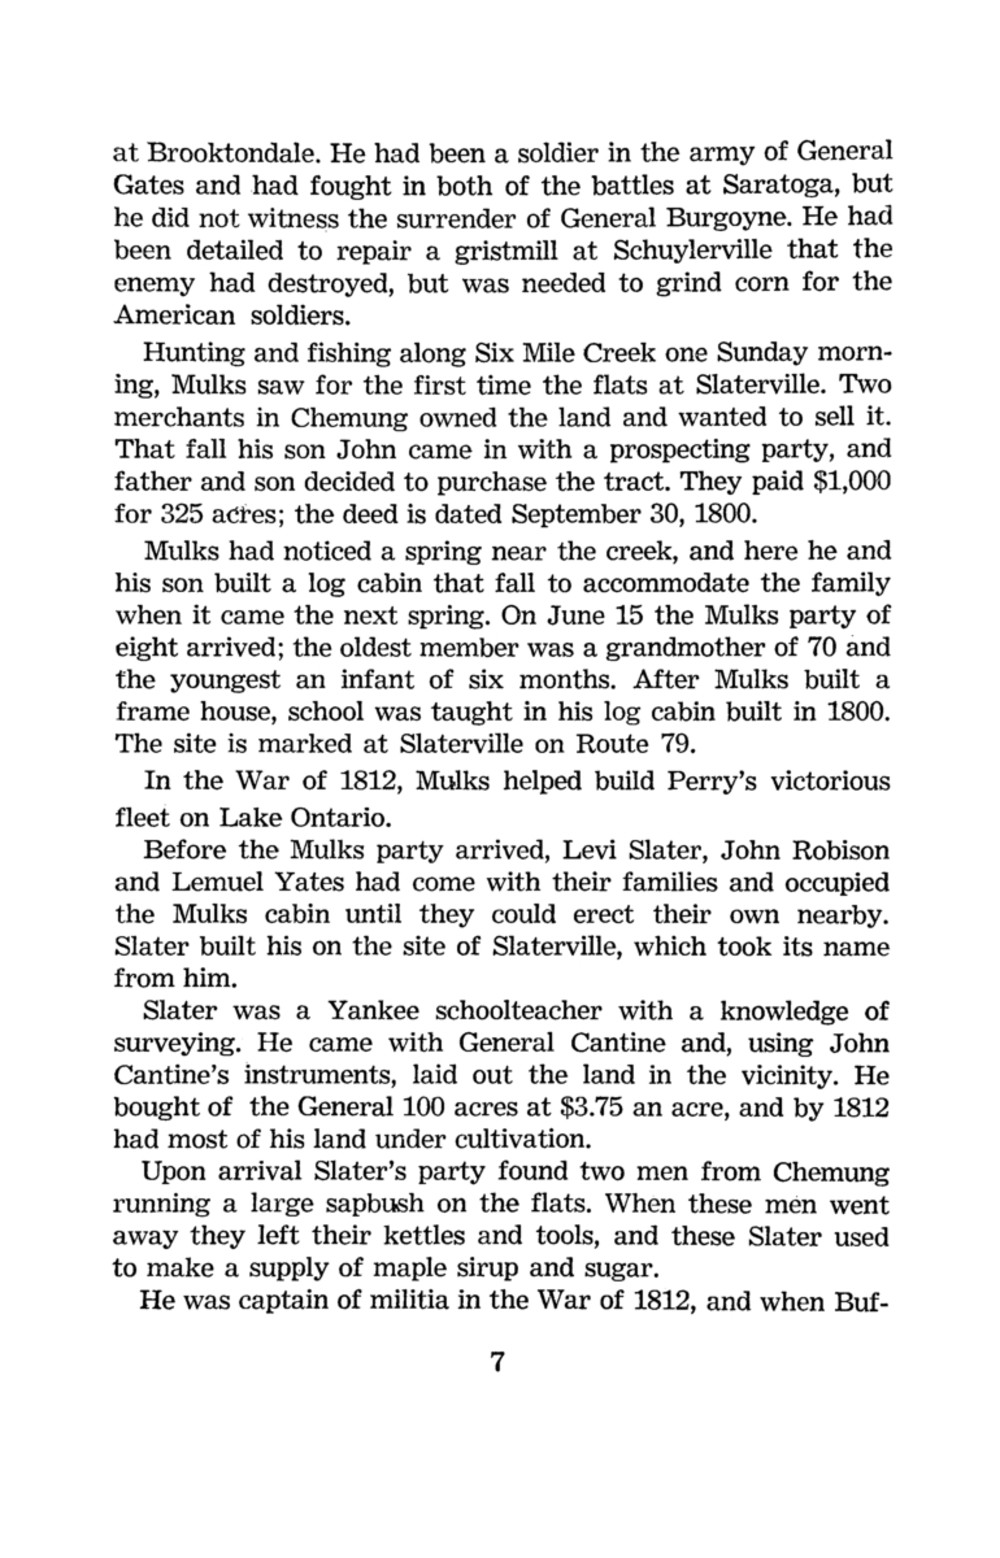 at Brooktondale. He had been a soldier in the army of General
Gates and had fought in both of the battles at Saratoga, but
he did not witness the surrender of General Burgoyne. He had
been detailed to repair a gristmill at Schuylerville that the
enemy had destroyed, but was needed to grind corn for the
American soldiers.
Hunting and fishing along Six Mile Creek one Sunday morn-
ing, Mulks saw for the first time the flats at Slaterville. Two
merchants in Chemung owned the land and wanted to sell it.
That fall his son John came in with a prospecting party, and
father and son decided to purchase the tract. They paid $1,000
for 325 acres; the deed is dated September 30, 1800.
Mulks had noticed a spring near the creek, and here he and
his son built a log cabin that fall to accommodate the family
when it came the next spring. On June 15 the Mulks party of
eight arrived; the oldest member was a grandmother of 70 and
the youngest an infant of six months. After Mulks built a
frame house, school was taught in his log cabin built in 1800.
The site is marked at Slaterville on Route 79.
In the War of 1812, Mulks helped build Perry's victorious
fleet on Lake Ontario.
Before the Mulks party arrived, Levi Slater, John Robison
and Lemuel Yates had come with their families and occupied
the Mulks cabin until they could erect their own nearby.
Slater built his on the site of Slaterville, which took its name
from him.
Slater was a Yankee schoolteacher with a knowledge of
surveying. He came with General Cantine and, using John
Cantine's instruments, laid out the land in the vicinity. He
bought of the General 100 acres at $3.75 an acre, and by 1812
had most of his land under cultivation.
Upon arrival Slater's party found two men from Chemung
running a large sapbush on the flats. When these men went
away they left their kettles and tools, and these Slater used
to make a supply of maple sirup and sugar.
He was captain of militia in the War of 1812, and when Buf-
7